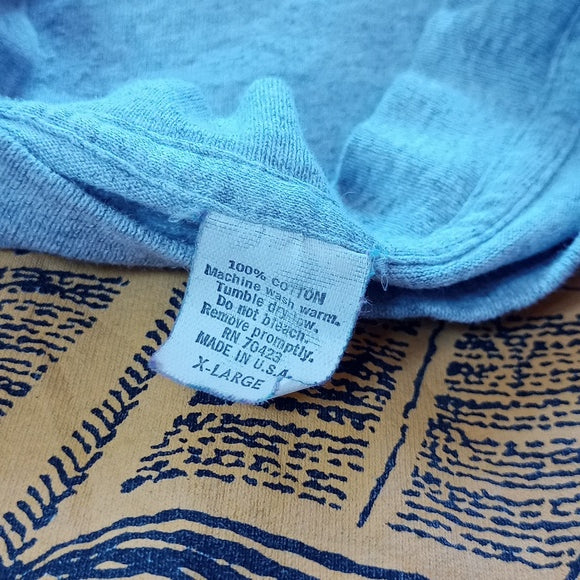 100% COTTON
Machine wash, warm.
Tumble dry low.
Do not bleach.
Remove promptly.
RN 70423
MADE IN U.S.A.
X-LARGE